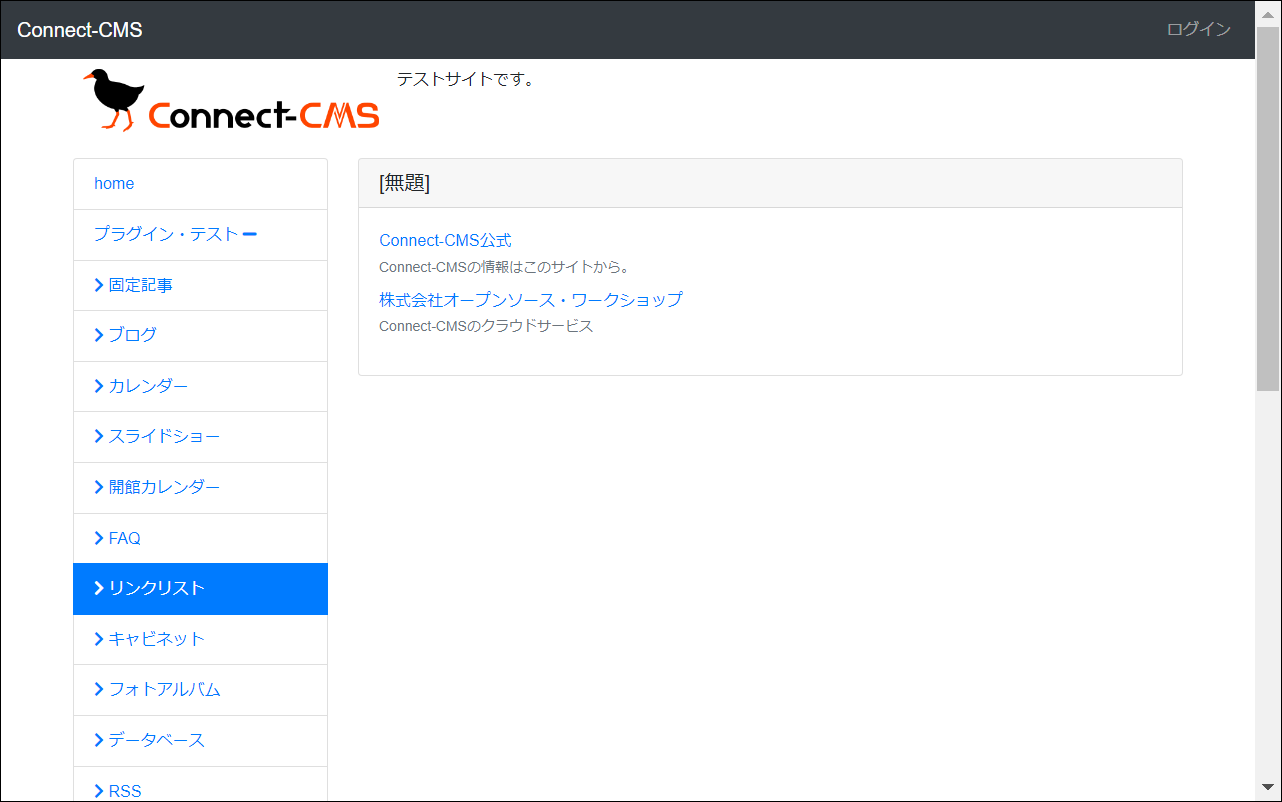 Connect-CMS
ログイン
Connect-CMS
テストサイトです。
home
プラグイン・テスト
固定記事
ブログ
カレンダー
スライドショー
開館カレンダー
FAQ
リンクリスト
キャビネット
フォトアルバム
データベース
RSS
[無題]
Connect-CMS公式
Connect-CMSの情報はこのサイトから。
株式会社オープンソース・ワークショップ
Connect-CMSのクラウドサービス